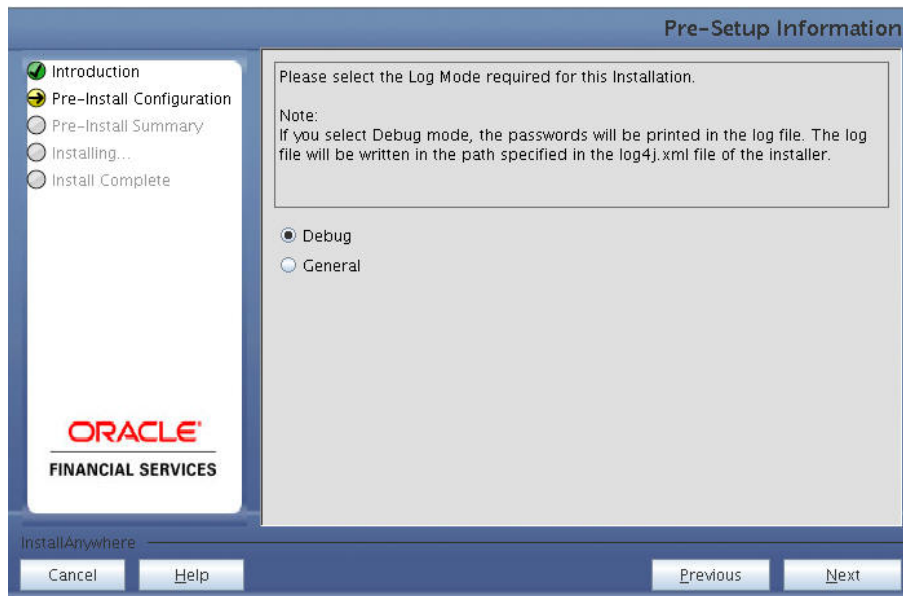 Pre-Setup Information
Introduction
Pre-Install Configuration
Pre-Install Summary
Installing...
Install Complete
ORACLE'
FINANCIAL SERVICES
Please select the Log Mode required for this Installation.
Note:
If you select Debug mode, the passwords will be printed in the log file. The log
file will be written in the path specified in the log4j.xml file of the installer.
Debug
General
InstallAnywhere
Cancel
Help
Previous
Next